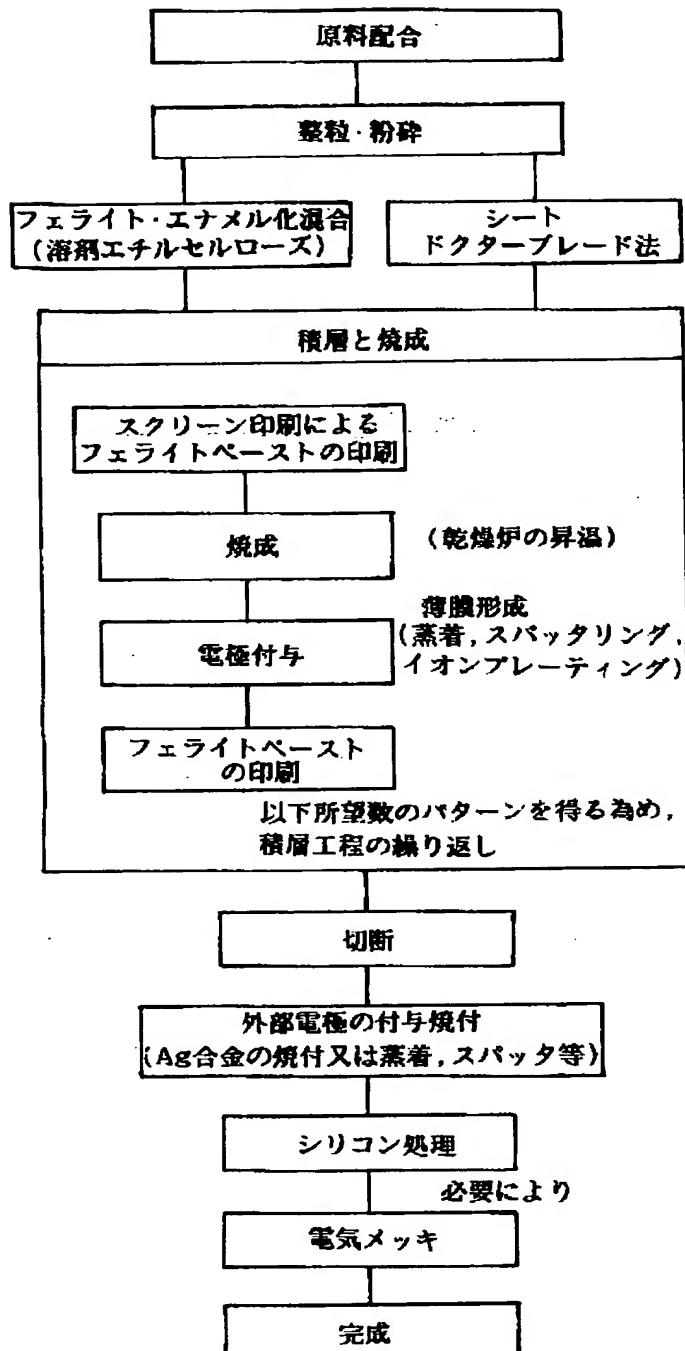 原料配合
整粒・粉砕
フェライト・エナメル化混合
(溶剤エチルセルローズ)
シート
ドクターブレード法
積層と焼成
スクリーン印刷による
フェライトペーストの印刷
焼成
(乾燥炉の昇温)
電極付与
薄膜形成
(蒸着,スパッタリング,
イオンプレーティング)
フェライトペースト
の印刷
以下所望数のパターンを得る為め,
積層工程の繰り返し
切断
外部電極の付与焼付
(Ag合金の焼付又は蒸着,スパッタ等)
シリコン処理
必要により
電気メッキ
完成